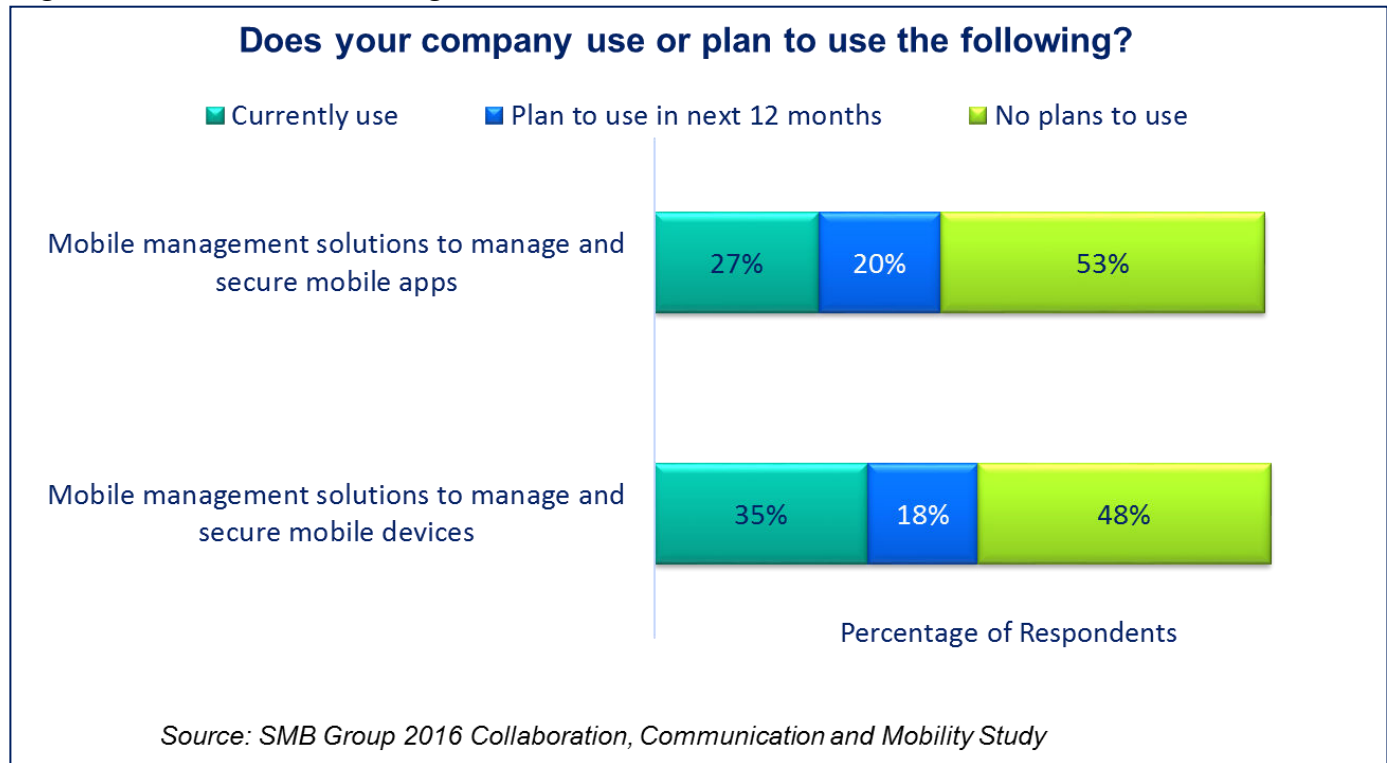 Does your company use or plan to use the following?
Currently use
Plan to use in next 12 months
No plans to use
Mobile management solutions to manage and
secure mobile apps
27%
20%
53%
Mobile management solutions to manage and
secure mobile devices
35%
18%
48%
Percentage of Respondents
Source: SMB Group 2016 Collaboration, Communication and Mobility Study